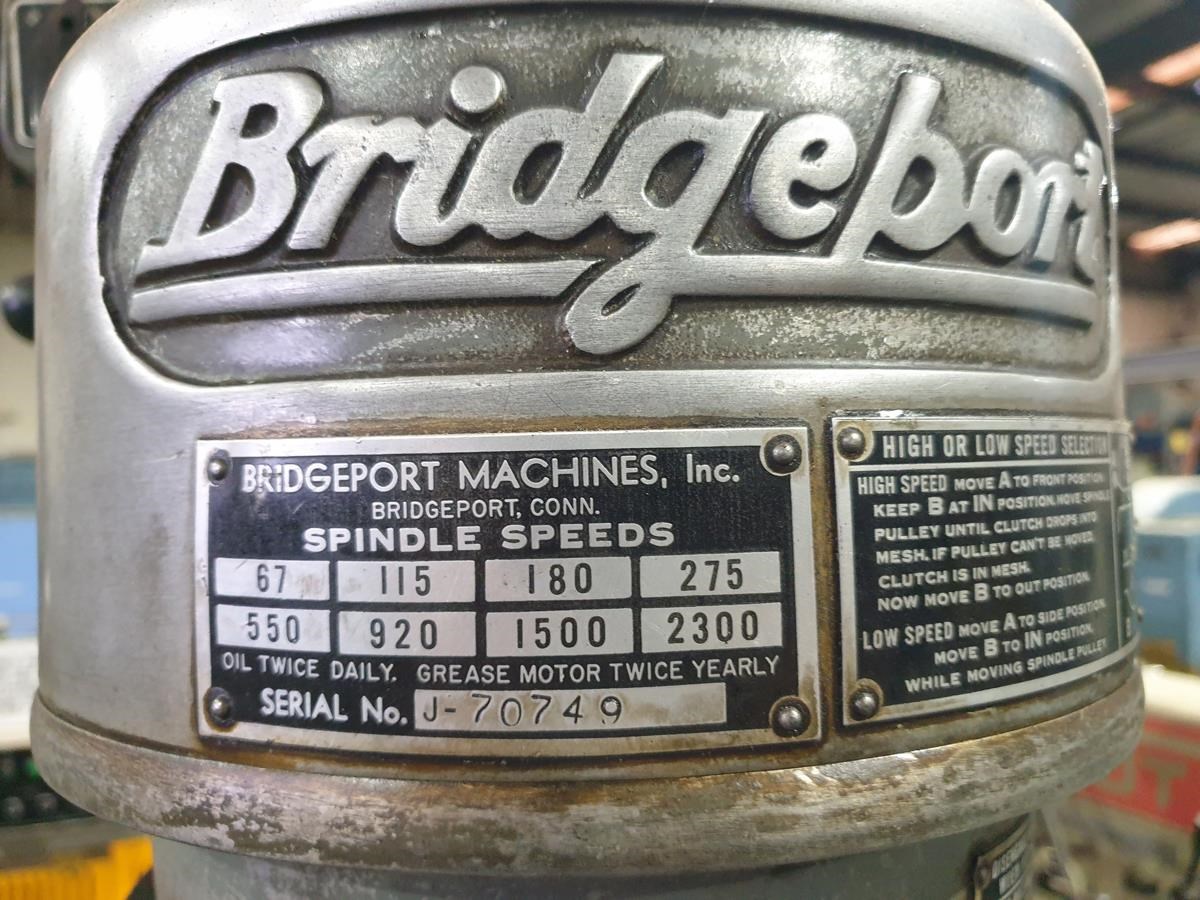 Bridgeport
BRIDGEPORT MACHINES, Inc.
BRIDGEPORT, CONN.
SPINDLE SPEEDS
67 115 180 275
550 920 1500 2300
OIL TWICE DAILY. GREASE MOTOR TWICE YEARLY
SERIAL No. J-70749
HIGH OR LOW SPEED SELECTION
HIGH SPEED MOVE A TO FRONT POSITION
KEEP B AT IN POSITION. MOVE SPINDLE
PULLEY UNTIL CLUTCH DROPS INTO
MESH. IF PULLEY CAN'T BE MOVED,
CLUTCH IS IN MESH.
NOW MOVE B TO OUT POSITION.
LOW SPEED MOVE A TO SIDE POSITION.
MOVE B TO IN POSITION,
WHILE MOVING SPINDLE PULLEY